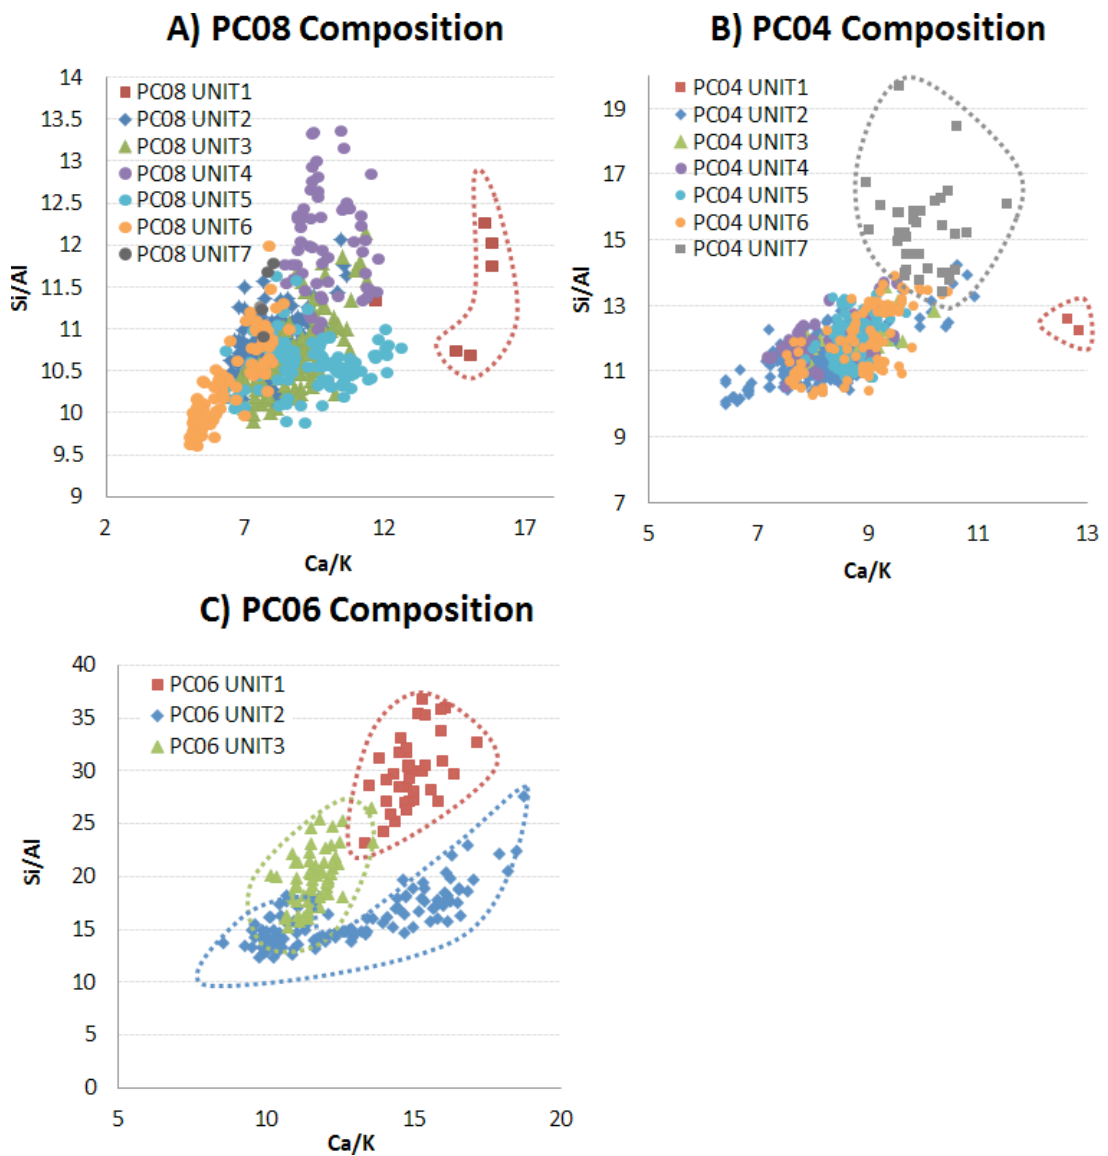 A) PC08 Composition
14
13.5
13
12.5
12
11.5
11
10.5
10
9.5
9
Si/Al
PC08 UNIT1
PC08 UNIT2
PC08 UNIT3
PC08 UNIT4
PC08 UNIT5
PC08 UNIT6
PC08 UNIT7
2 7 12 17
Ca/K
B) PC04 Composition
19
17
15
13
11
9
7
Si/Al
PC04 UNIT1
PC04 UNIT2
PC04 UNIT3
PC04 UNIT4
PC04 UNIT5
PC04 UNIT6
PC04 UNIT7
5 7 9 11 13
Ca/K
C) PC06 Composition
40
35
30
25
20
15
10
5
0
Si/Al
PC06 UNIT1
PC06 UNIT2
PC06 UNIT3
5 10 15 20
Ca/K